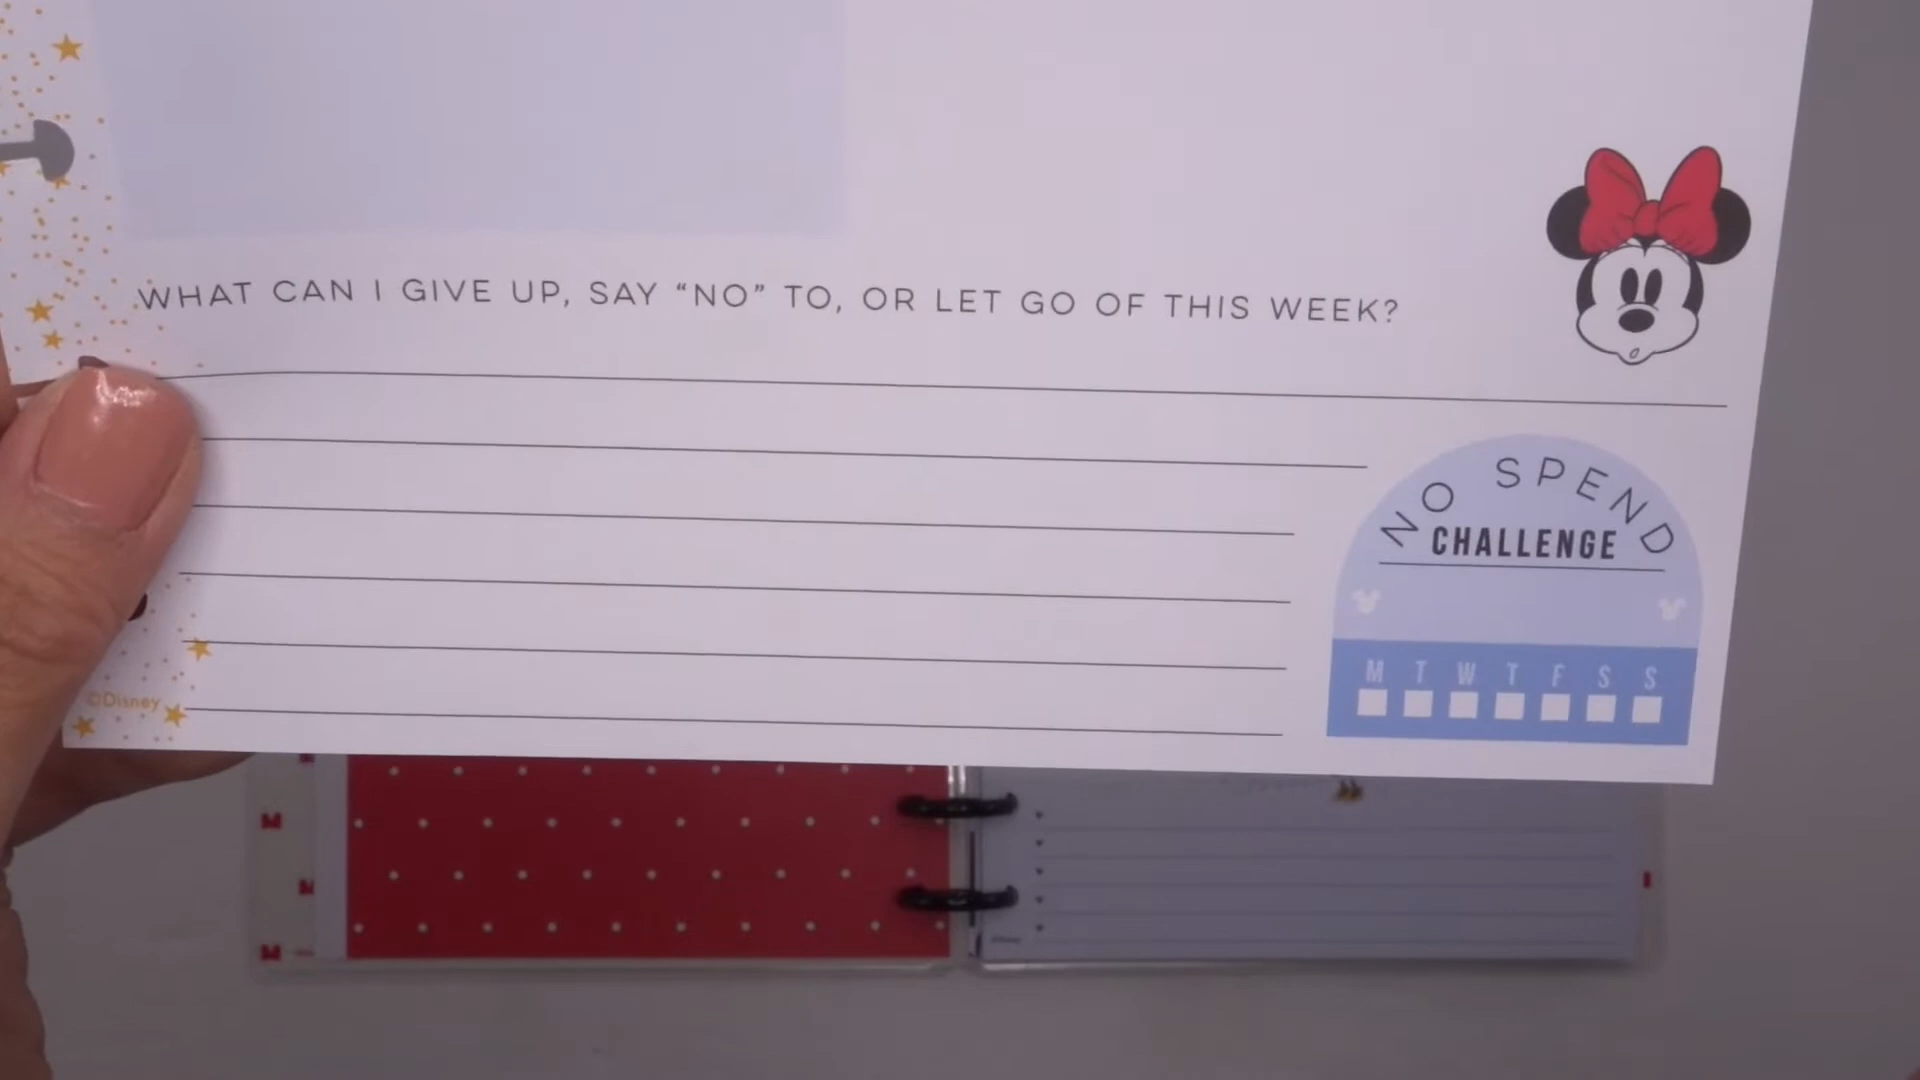 WHAT CAN I GIVE UP, SAY “NO” TO, OR LET GO OF THIS WEEK?
NO SPEND
CHALLENGE
M T W T F S S
©Disney